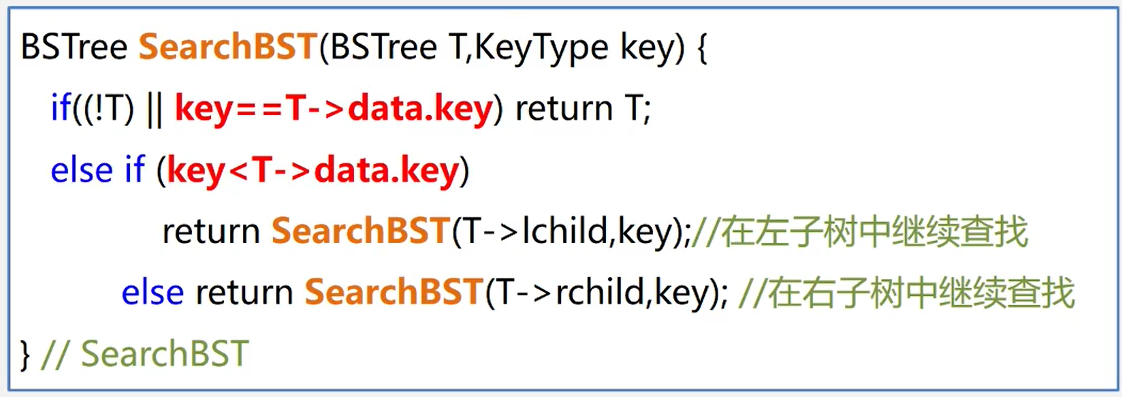 BSTree SearchBST(BSTree T,KeyType key) {
if((!T) || key==T->data.key) return T;
else if (key<T->data.key)
return SearchBST(T->lchild,key);//在左子树中继续查找
else return SearchBST(T->rchild,key); //在右子树中继续查找
} // SearchBST